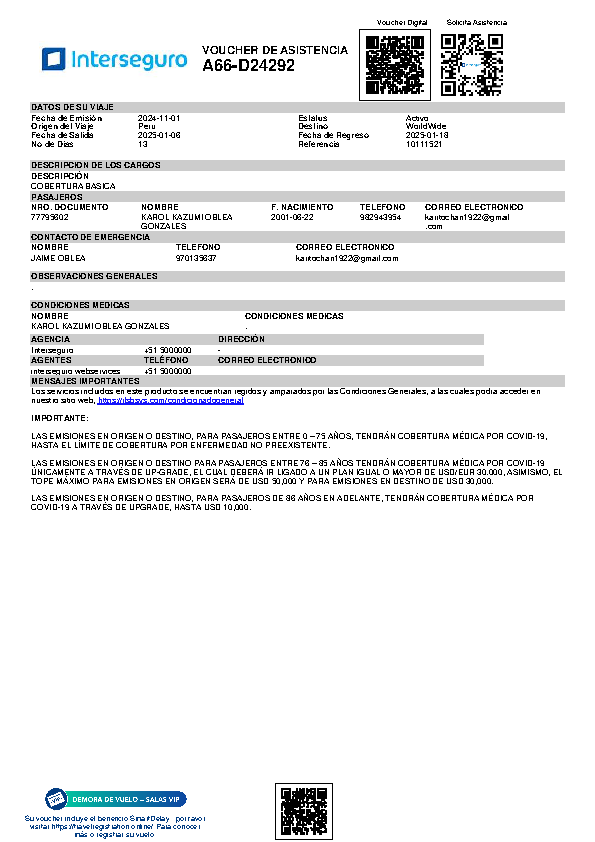 Voucher Digital
Solicita Asistencia
Interseguro
VOUCHER DE ASISTENCIA
A66-D24292
DATOS DE SU VIAJE
Fecha de Emisión 2024-11-01 Estatus Activo
Origen del Viaje Peru Destino WorldWide
Fecha de Salida 2025-01-06 Fecha de Regreso 2025-01-18
No de Dias 13 Referencia 10111521
DESCRIPCION DE LOS CARGOS
DESCRIPCIÓN
COBERTURA BASICA
PASAJEROS
NRO. DOCUMENTO NOMBRE F. NACIMIENTO TELEFONO CORREO ELECTRONICO
77795602 KAROL KAZUMI OBLEA 2001-06-22 982943954 karitochan1922@gmail
GONZALES .com
CONTACTO DE EMERGENCIA
NOMBRE TELEFONO CORREO ELECTRONICO
JAIME OBLEA 970135637 karitochan1922@gmail.com
OBSERVACIONES GENERALES
.
CONDICIONES MEDICAS
NOMBRE CONDICIONES MEDICAS
KAROL KAZUMI OBLEA GONZALES .
AGENCIA DIRECCIÓN
Interseguro +51 5000000 -
AGENTES TELÉFONO CORREO ELECTRONICO
interseguro webservices +51 5000000
MENSAJES IMPORTANTES
Los servicios incluidos en este producto se encuentran regidos y amparados por las Condiciones Generales, a las cuales podra acceder en
nuestro sitio web, https://ilsbsys.com/condicionadogeneral
IMPORTANTE:
LAS EMISIONES EN ORIGEN O DESTINO, PARA PASAJEROS ENTRE 0 – 75 AÑOS, TENDRÁN COBERTURA MÉDICA POR COVID-19,
HASTA EL LÍMITE DE COBERTURA POR ENFERMEDAD NO PREEXISTENTE.
LAS EMISIONES EN ORIGEN O DESTINO PARA PASAJEROS ENTRE 76 – 85 AÑOS TENDRÁN COBERTURA MÉDICA POR COVID-19
ÚNICAMENTE A TRAVÉS DE UP-GRADE, EL CUAL DEBERÁ IR LIGADO A UN PLAN IGUAL O MAYOR DE USD/EUR 30.000, ASIMISMO, EL
TOPE MÁXIMO PARA EMISIONES EN ORIGEN SERÁ DE USD 50,000 Y PARA EMISIONES EN DESTINO DE USD 30,000.
LAS EMISIONES EN ORIGEN O DESTINO, PARA PASAJEROS DE 86 AÑOS EN ADELANTE, TENDRÁN COBERTURA MÉDICA POR
COVID-19 A TRAVÉS DE UPGRADE, HASTA USD 10,000.
VIP DEMORA DE VUELO – SALAS VIP
Su voucher incluye el beneficio Smart Delay, por favor
visitar https://travelregistration.online/ Para conocer
más o registrar su vuelo